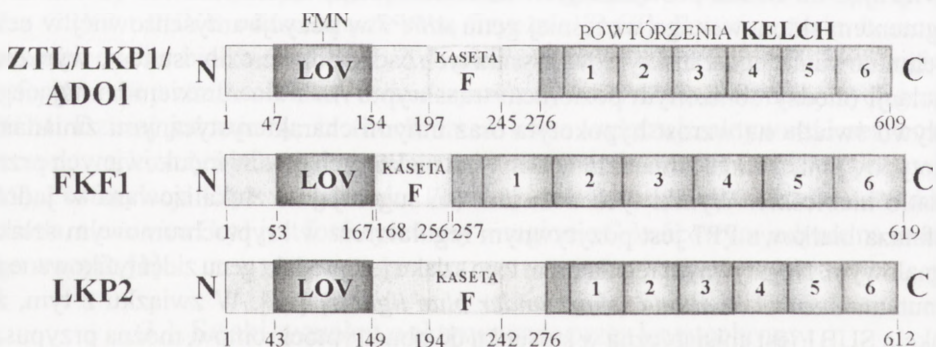 FMN
POWTÓRZENIA KELCH
ZTL/LKP1/ N LOV KASETA 1 2 3 4 5 6 C
ADO1 F
1 47 154 197 245 276 609
FKF-1 N LOV KASETA 1 2 3 4 5 6 C
F
53 167 168 256 257 619
LKP2 N LOV KASETA 1 2 3 4 5 6 C
F
43 149 194 242 276 612